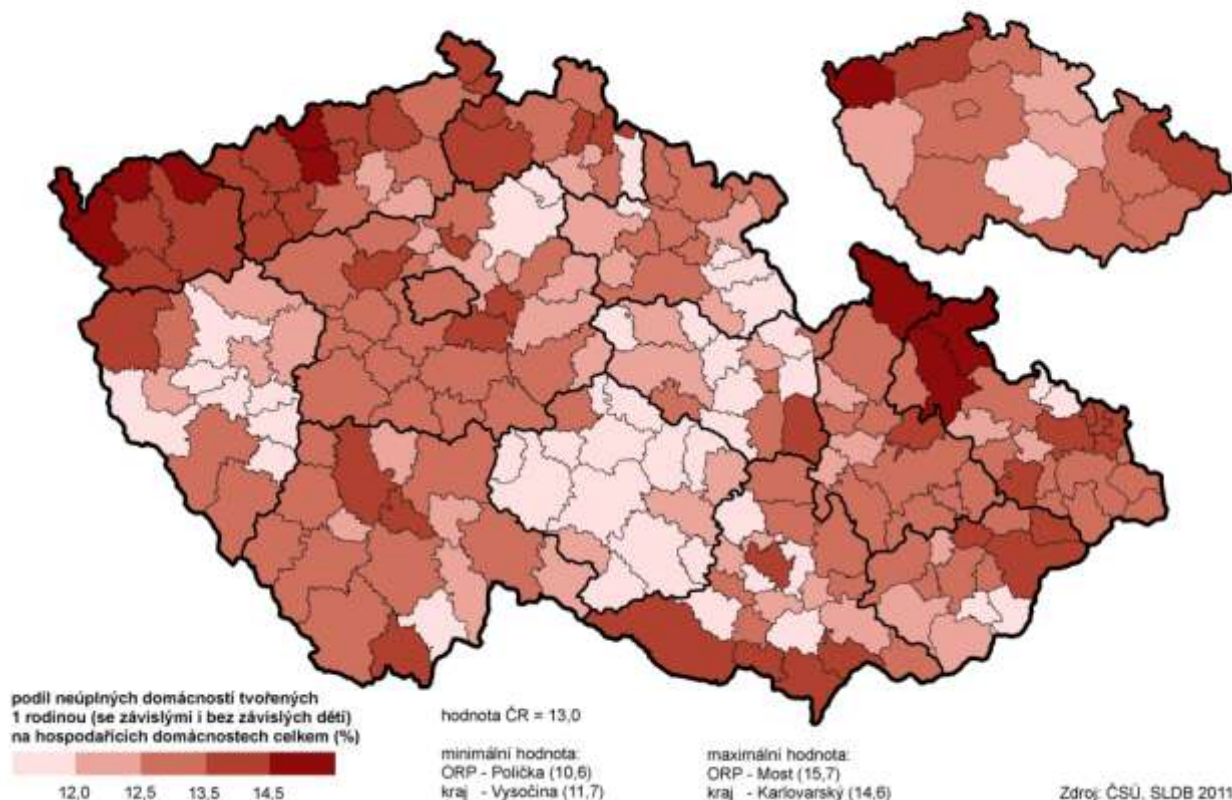 podíl neúplných domácností tvořených
1 rodinou (se závislými i bez závislých dětí)
na hospodařících domácnostech celkem (%)
12,0 12,5 13,5 14,5
hodnota ČR = 13,0
minimální hodnota:
ORP - Polička (10,6)
kraj - Vysočina (11,7)
maximální hodnota:
ORP - Most (15,7)
kraj - Karlovarský (14,6)
Zdroj: ČSÚ, SLDB 2011